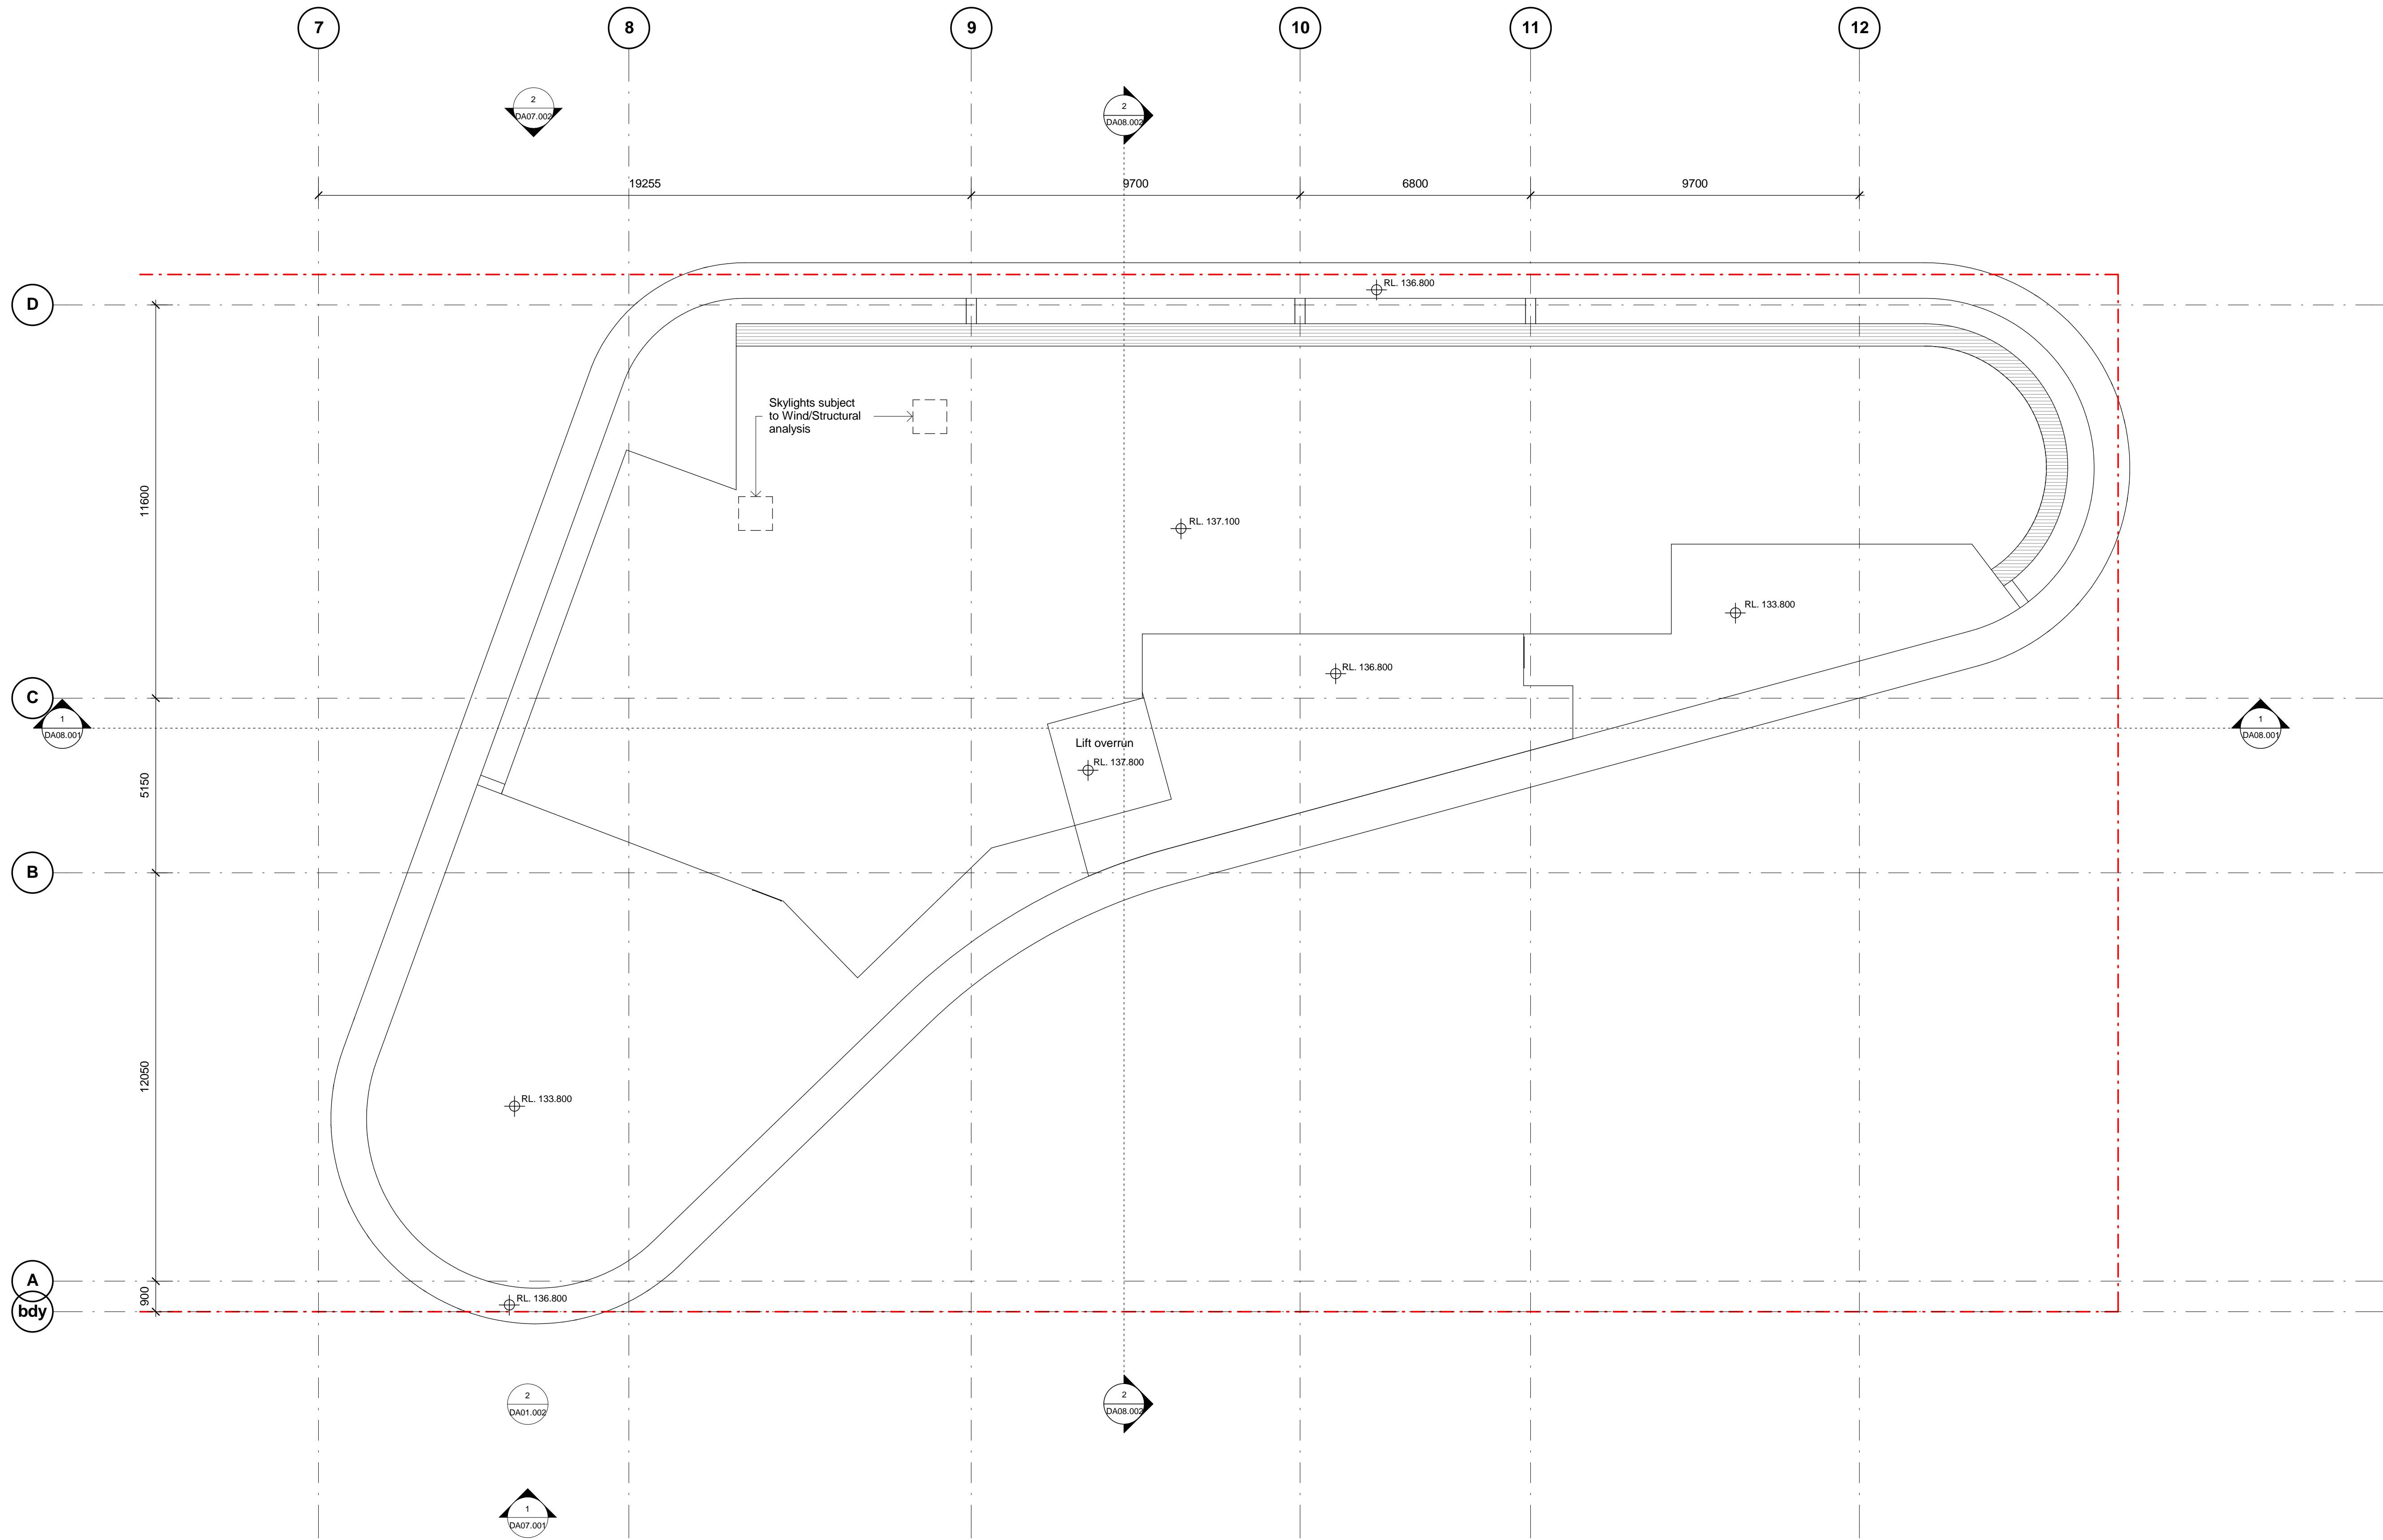 7
8
9
10
11
12
2
DA07.002
2
DA08.002
19255
9700
6800
9700
D
RL. 136.800
Skylights subject
to Wind/Structural
analysis
11600
RL. 137.100
RL. 133.800
RL. 136.800
C
1
DA08.001
1
DA08.001
Lift overrun
RL. 137.800
5150
B
12050
RL. 133.800
A
900
RL. 136.800
bdy
2
DA01.002
2
DA08.002
1
DA07.001